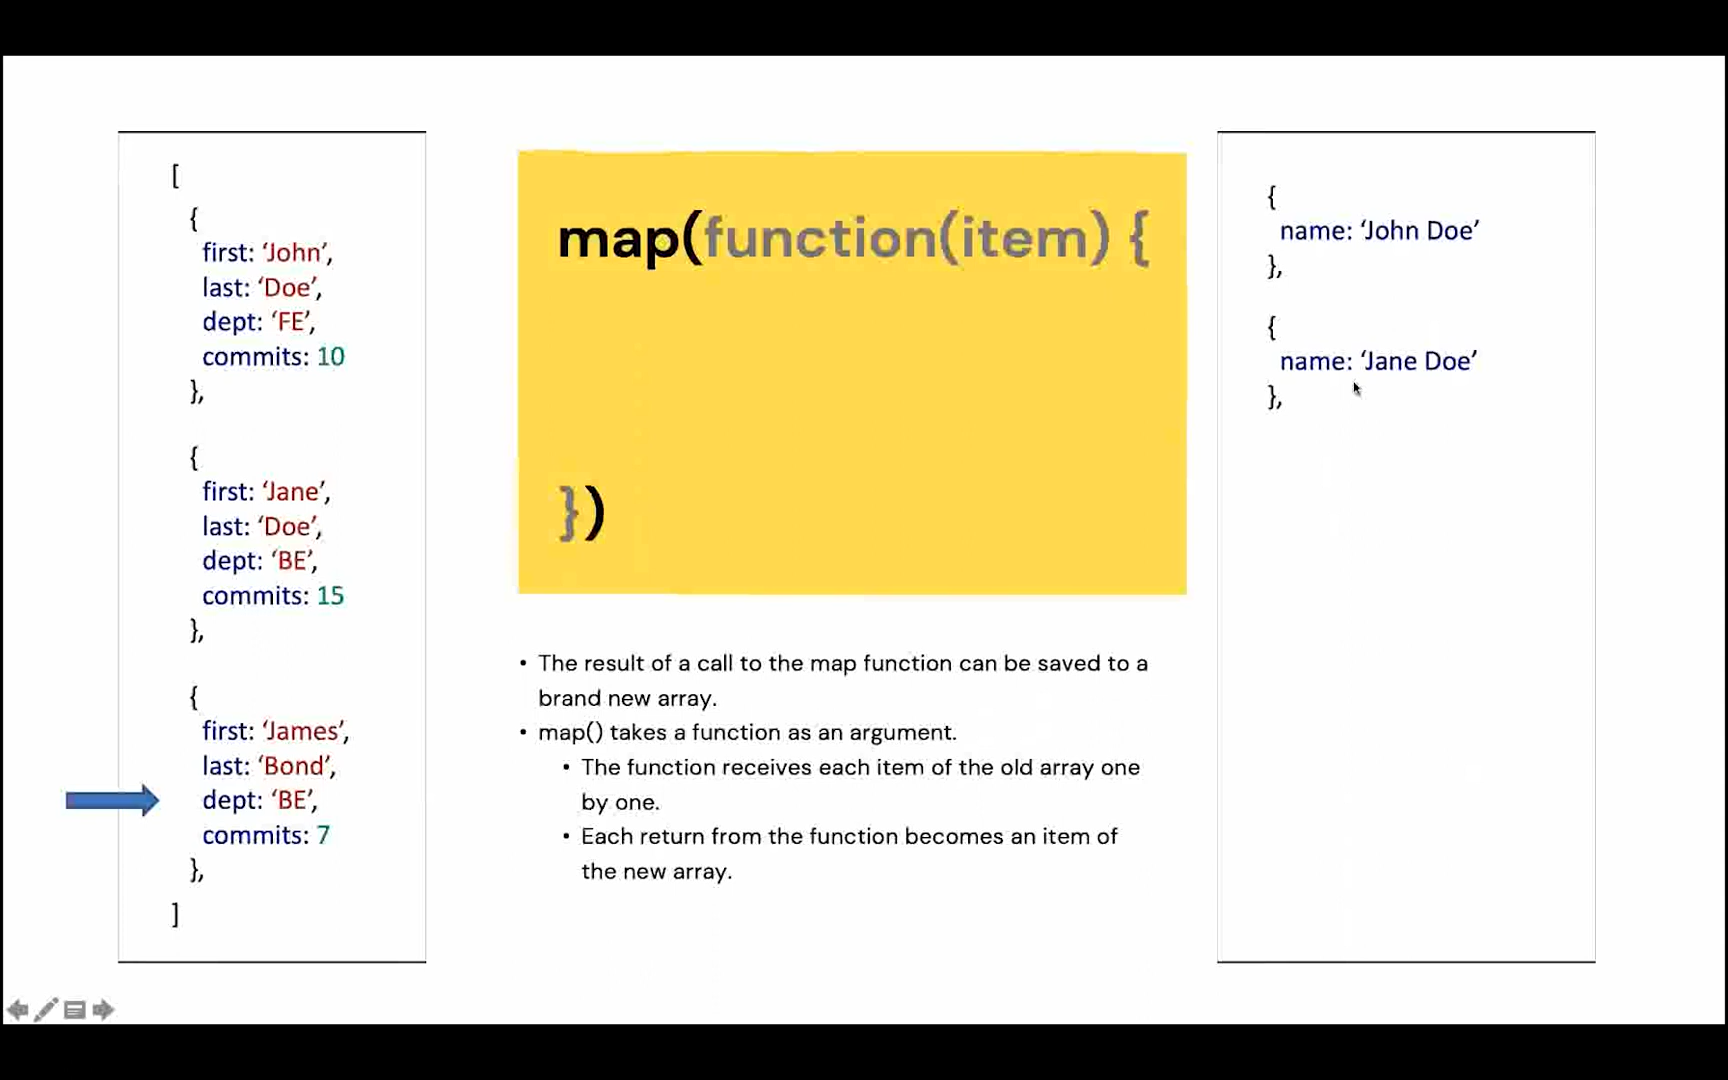 [
{
first: ‘John’,
last: ‘Doe’,
dept: ‘FE’,
commits: 10
},
{
first: ‘Jane’,
last: ‘Doe’,
dept: ‘BE’,
commits: 15
},
{
first: ‘James’,
last: ‘Bond’,
dept: ‘BE’,
commits: 7
},
]
map(function(item) {
})
• The result of a call to the map function can be saved to a
brand new array.
• map() takes a function as an argument.
• The function receives each item of the old array one
by one.
• Each return from the function becomes an item of
the new array.
{
name: ‘John Doe’
},
{
name: ‘Jane Doe’
},